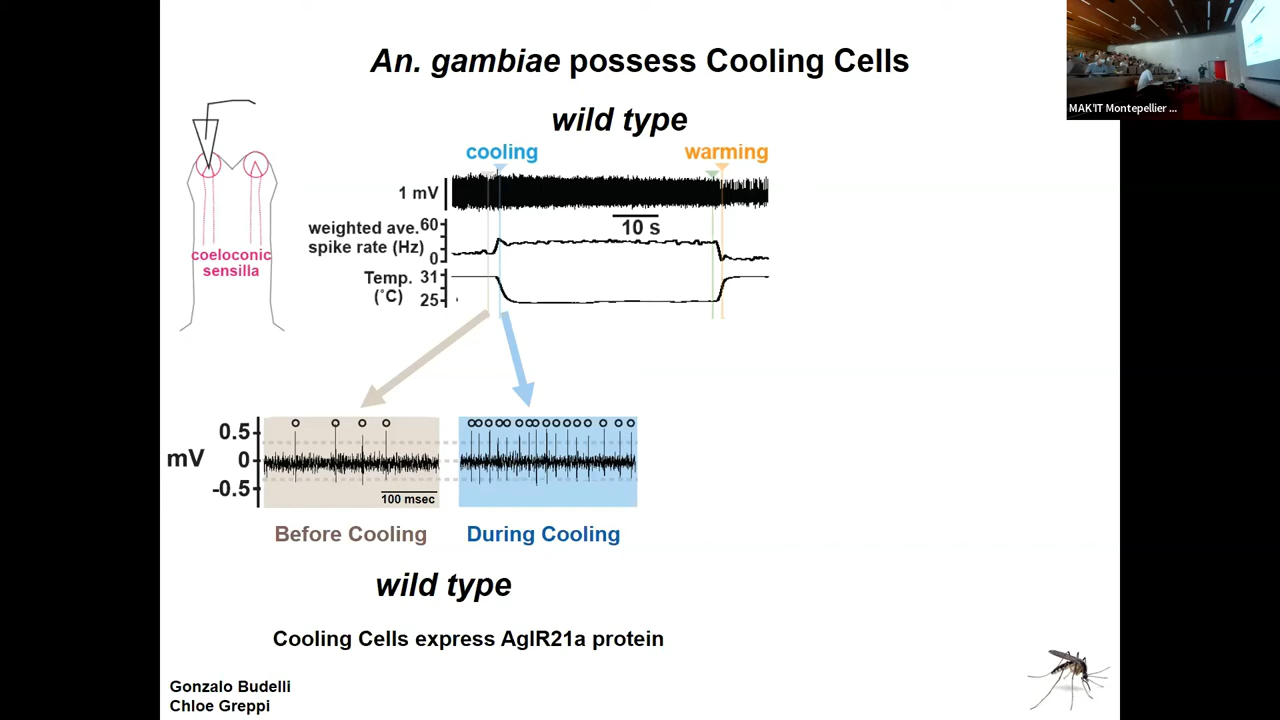 An. gambiae possess Cooling Cells
MAK'IT Montepellier ...
wild type
cooling
warming
1 mV
10 s
weighted ave.
spike rate (Hz)
60
0
Temp.
(˚C)
31
25
coeloconic
sensilla
mV
0.5
0
-0.5
100 msec
Before Cooling
During Cooling
wild type
Cooling Cells express AgIR21a protein
Gonzalo Budelli
Chloe Greppi